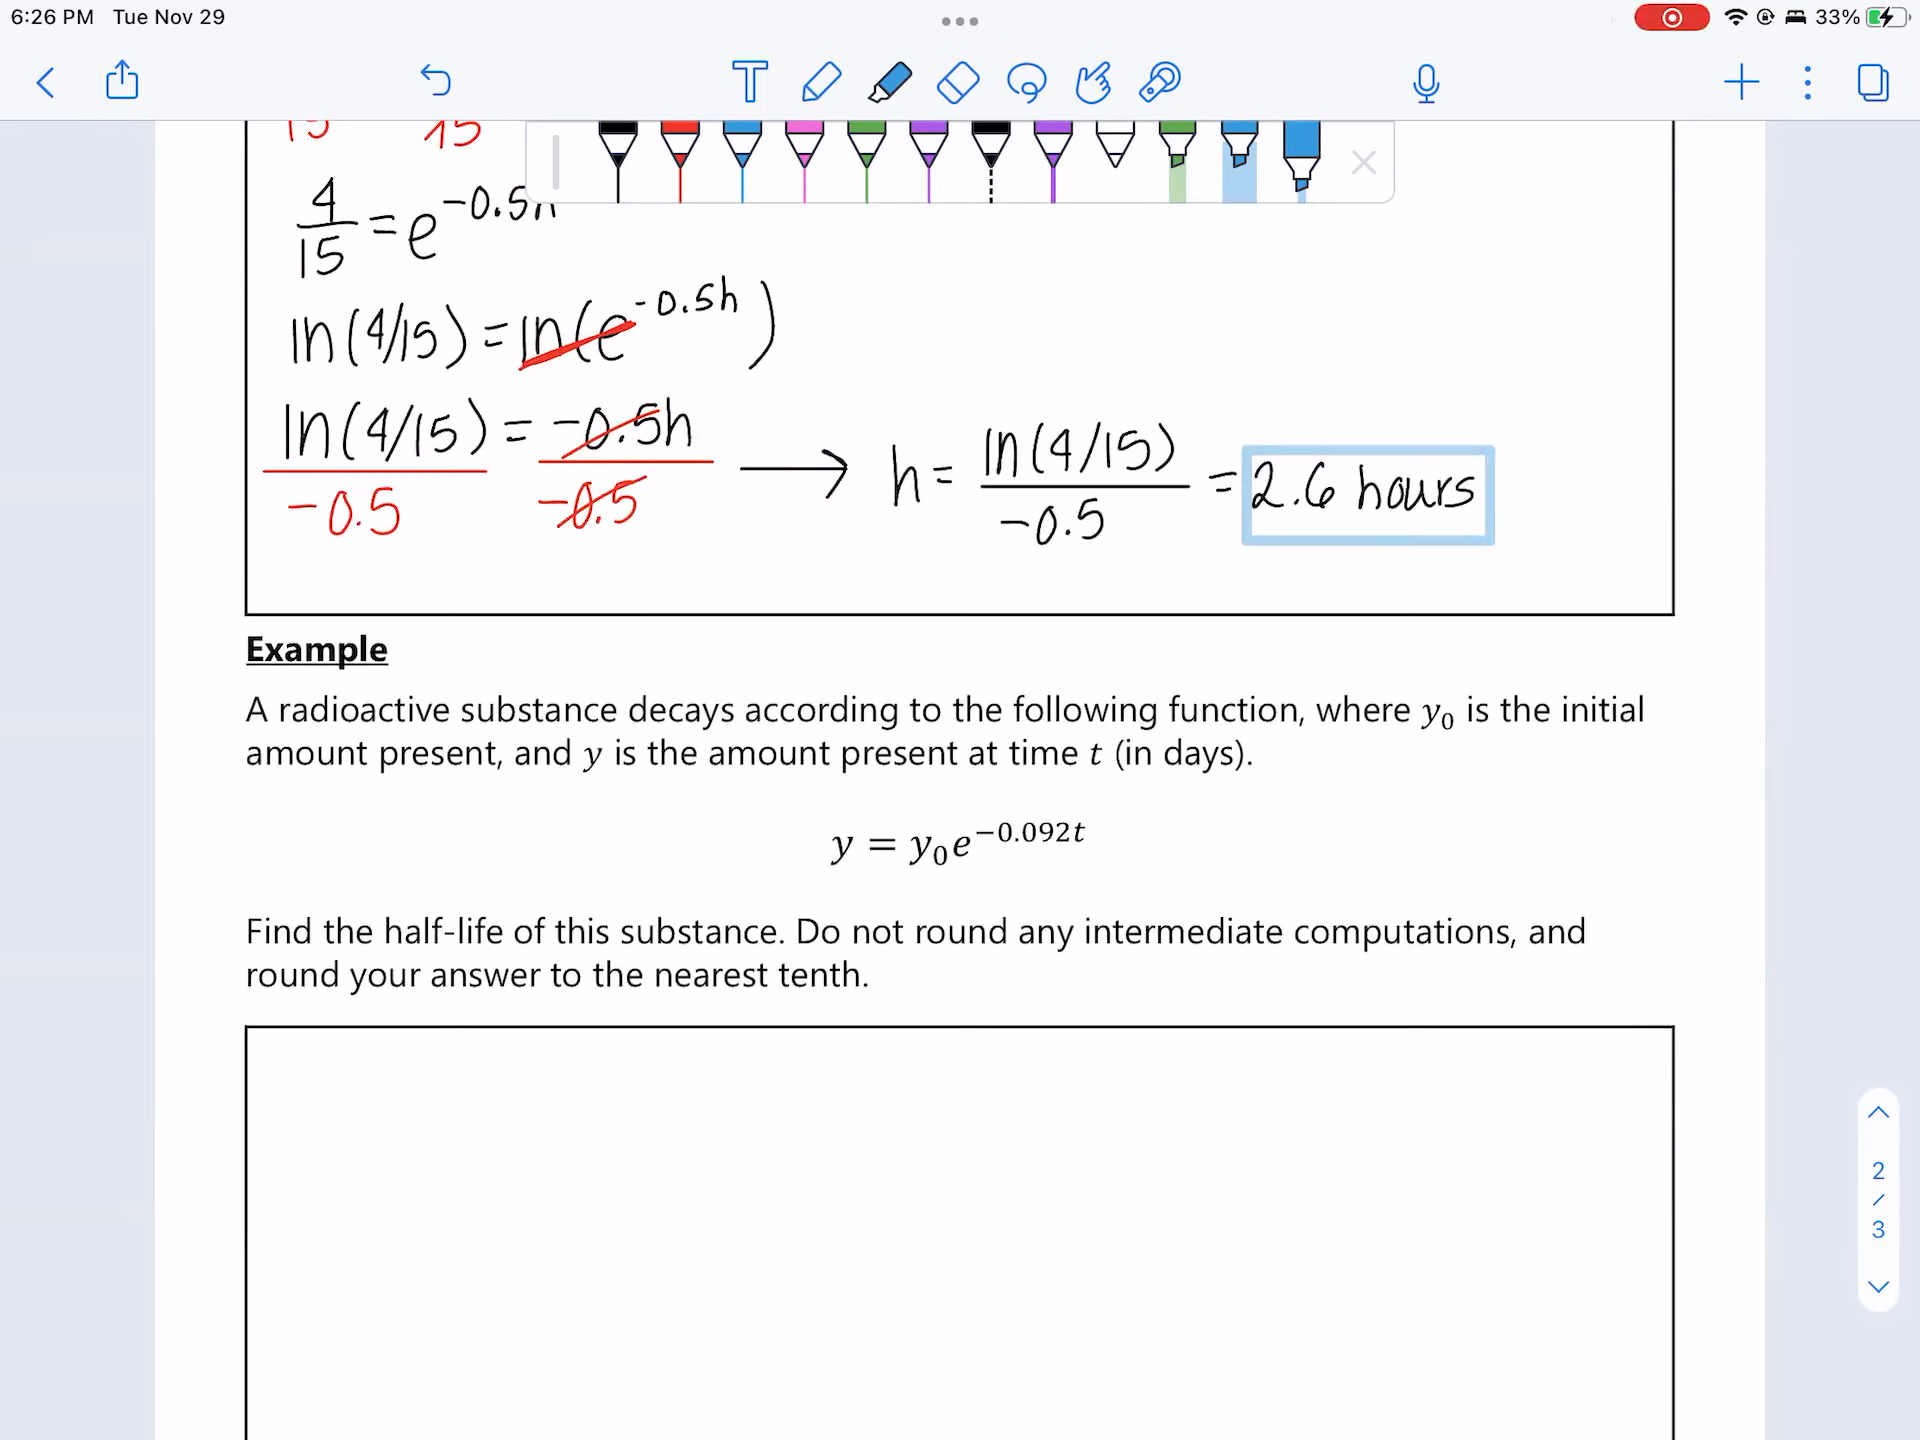 6:26 PM Tue Nov 29 33%
T
15 15
4/15 = e^-0.5h
ln(4/15) = ln(e^-0.5h)
ln(4/15)/-0.5 = -0.5h/-0.5 → h = ln(4/15)/-0.5 = 2.6 hours
Example
A radioactive substance decays according to the following function, where y₀ is the initial
amount present, and y is the amount present at time t (in days).
y = y₀e^−0.092t
Find the half-life of this substance. Do not round any intermediate computations, and
round your answer to the nearest tenth.
2
/
3